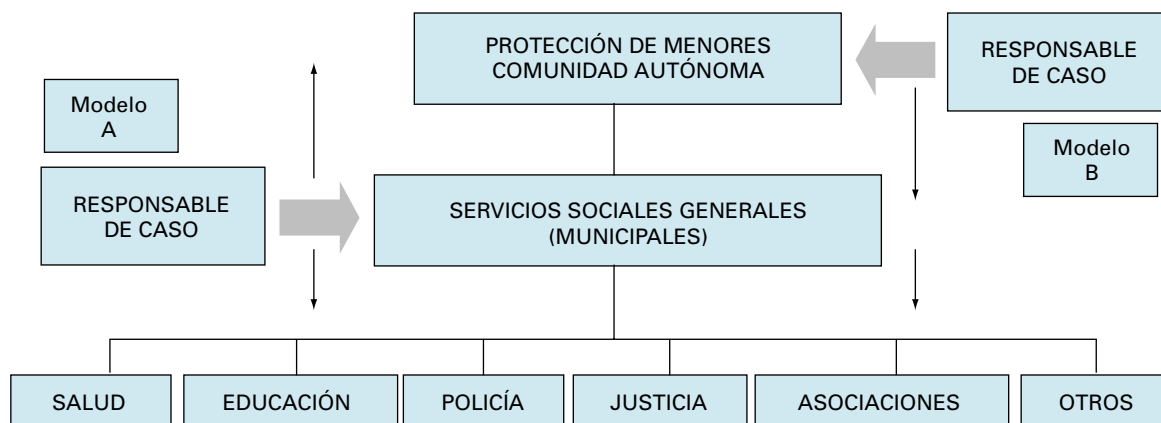 PROTECCIÓN DE MENORES
COMUNIDAD AUTÓNOMA
RESPONSABLE
DE CASO
Modelo
A
Modelo
B
RESPONSABLE
DE CASO
SERVICIOS SOCIALES GENERALES
(MUNICIPALES)
SALUD
EDUCACIÓN
POLICÍA
JUSTICIA
ASOCIACIONES
OTROS